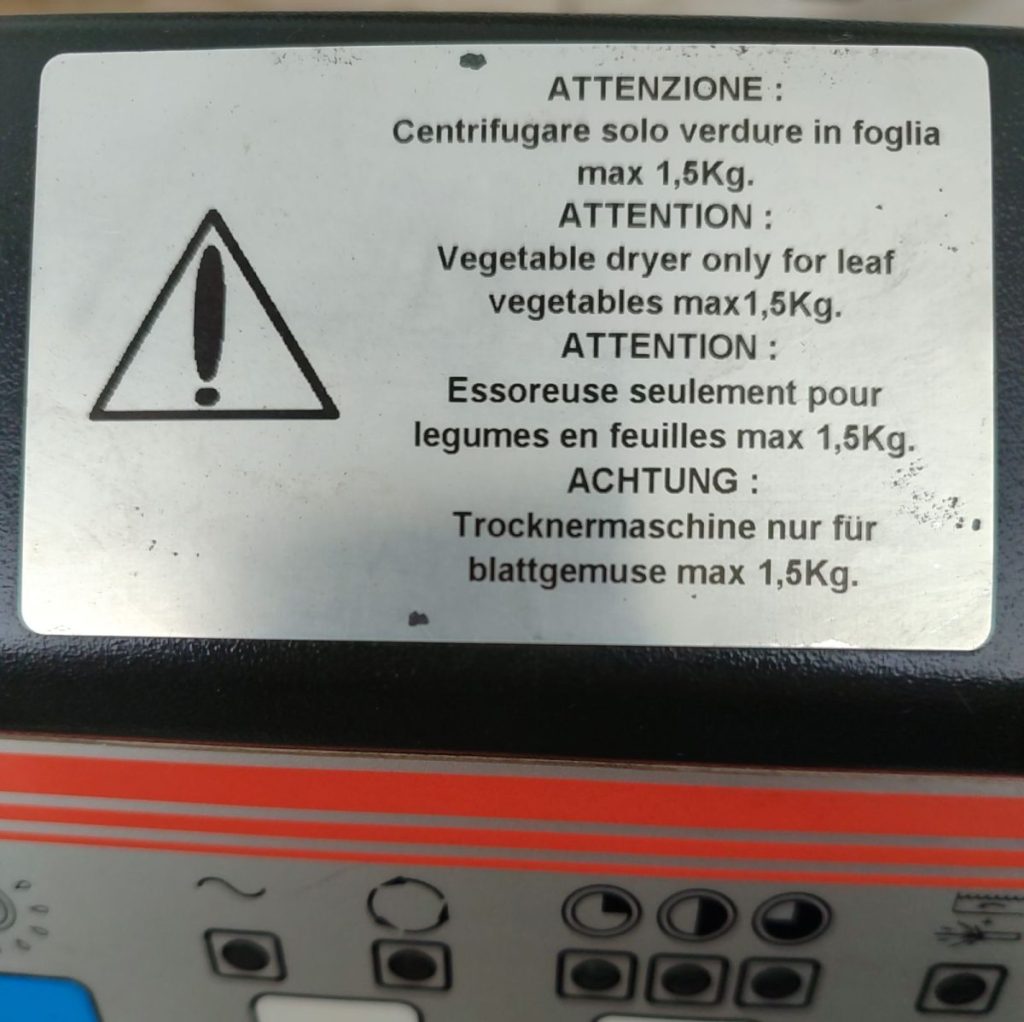 ATTENZIONE :
Centrifugare solo verdure in foglia
max 1,5Kg.
ATTENTION :
Vegetable dryer only for leaf
vegetables max1,5Kg.
ATTENTION :
Essoreuse seulement pour
legumes en feuilles max 1,5Kg.
ACHTUNG :
Trocknermaschine nur für
blattgemuse max 1,5Kg.